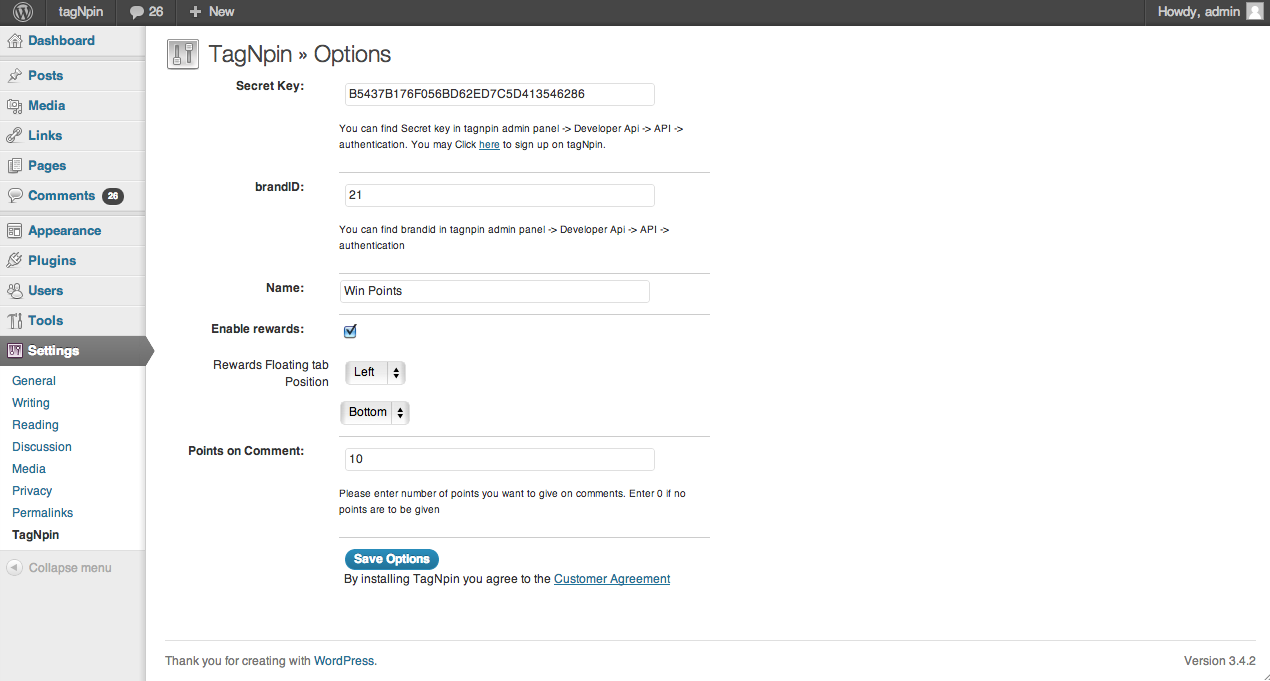 tagNpin 26 + New Howdy, admin
Dashboard
Posts
Media
Links
Pages
Comments 26
Appearance
Plugins
Users
Tools
Settings
General
Writing
Reading
Discussion
Media
Privacy
Permalinks
TagNpin
Collapse menu
TagNpin » Options
Secret Key: B5437B176F056BD62ED7C5D413546286
You can find Secret key in tagnpin admin panel -> Developer Api -> API ->
authentication. You may Click here to sign up on tagNpin.
brandID: 21
You can find brandid in tagnpin admin panel -> Developer Api -> API ->
authentication
Name: Win Points
Enable rewards:
Rewards Floating tab
Position
Left
Bottom
Points on Comment: 10
Please enter number of points you want to give on comments. Enter 0 if no
points are to be given
Save Options
By installing TagNpin you agree to the Customer Agreement
Thank you for creating with WordPress. Version 3.4.2